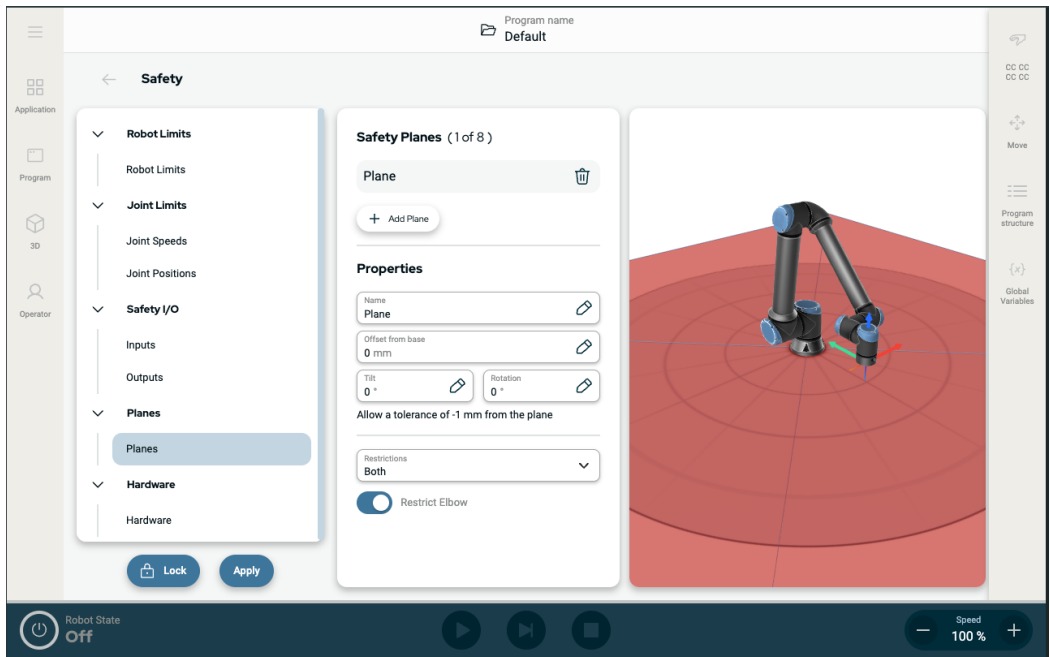 Program name
Default
Safety
Application
Program
3D
Operator
Robot Limits
Robot Limits
Joint Limits
Joint Speeds
Joint Positions
Safety I/O
Inputs
Outputs
Planes
Planes
Hardware
Hardware
Lock
Apply
Safety Planes (1 of 8)
Plane
+ Add Plane
Properties
Name
Plane
Offset from base
0 mm
Tilt
0 °
Rotation
0 °
Allow a tolerance of -1 mm from the plane
Restrictions
Both
Restrict Elbow
CC CC
CC CC
Move
Program
structure
{x}
Global
Variables
Robot State
Off
Speed
− 100 % +